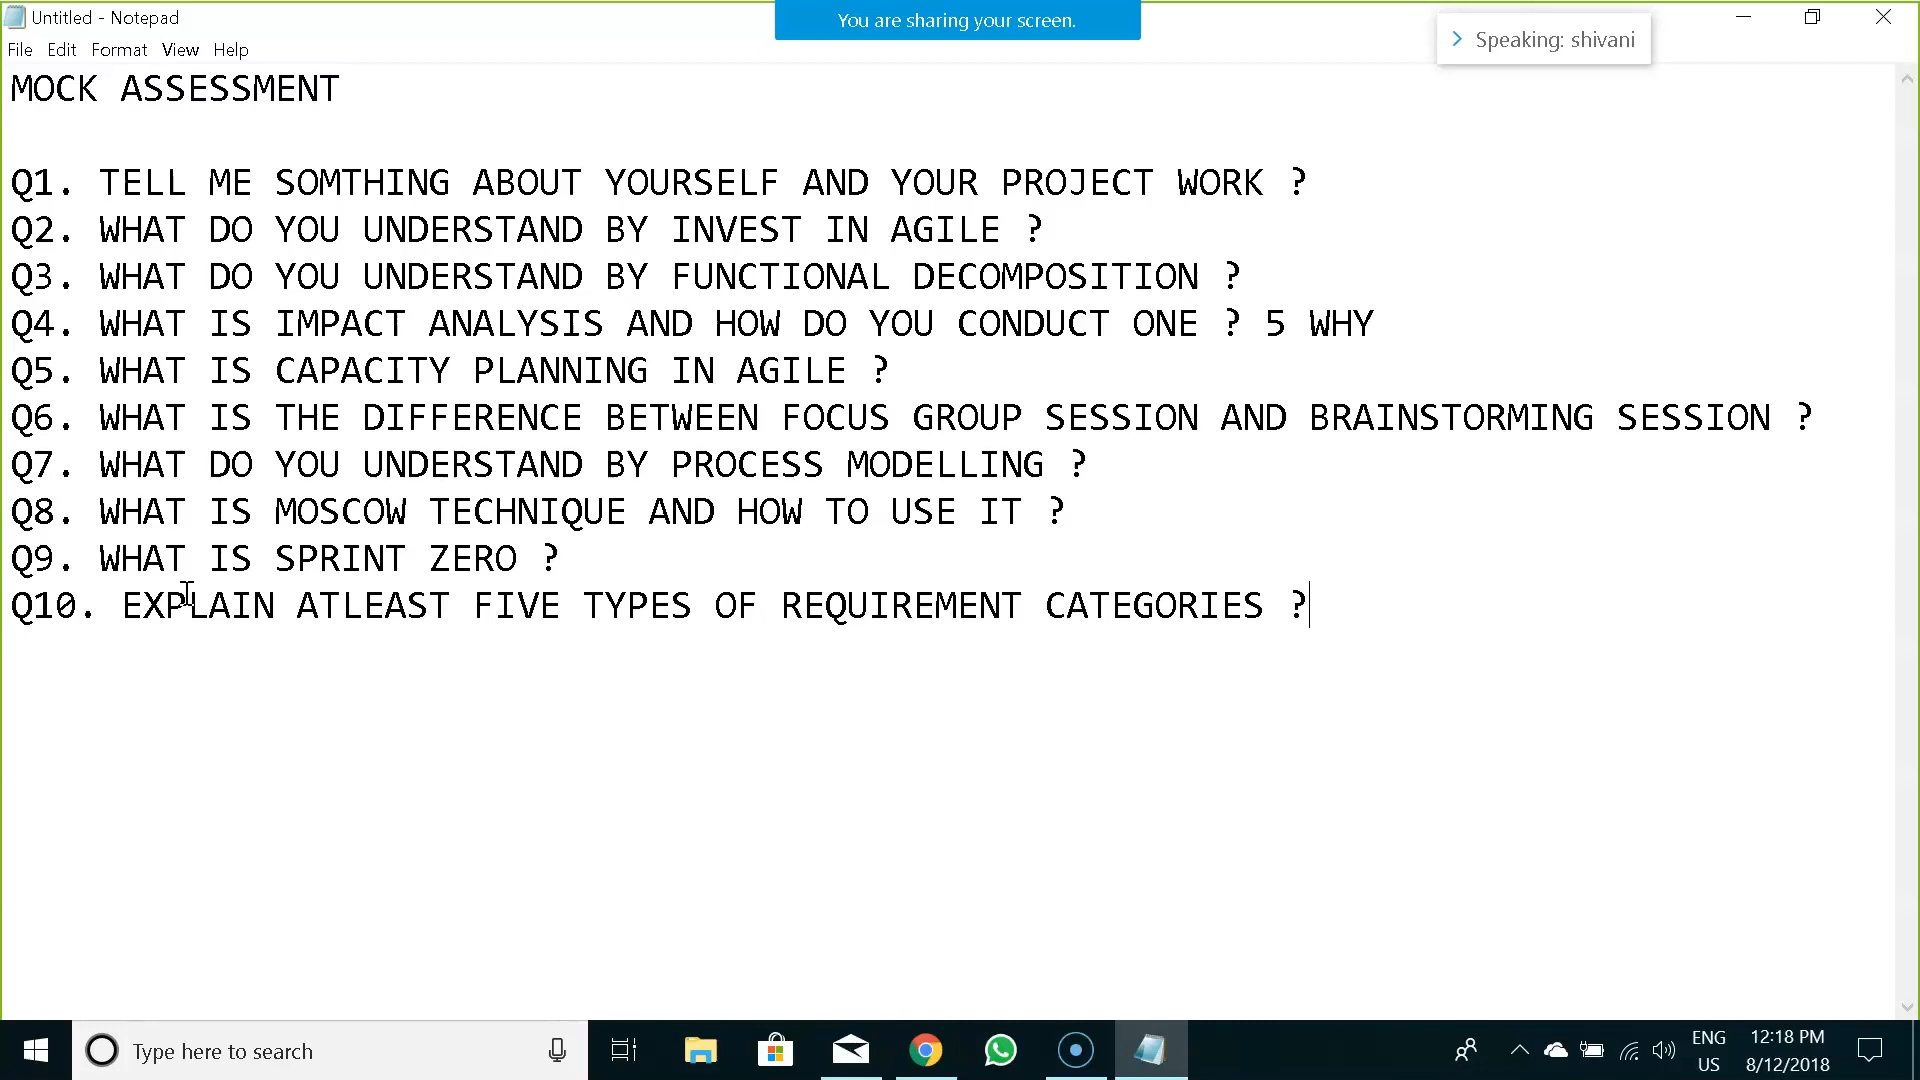 Untitled - Notepad
You are sharing your screen.
Speaking: shivani
File Edit Format View Help
MOCK ASSESSMENT
Q1. TELL ME SOMTHING ABOUT YOURSELF AND YOUR PROJECT WORK ?
Q2. WHAT DO YOU UNDERSTAND BY INVEST IN AGILE ?
Q3. WHAT DO YOU UNDERSTAND BY FUNCTIONAL DECOMPOSITION ?
Q4. WHAT IS IMPACT ANALYSIS AND HOW DO YOU CONDUCT ONE ? 5 WHY
Q5. WHAT IS CAPACITY PLANNING IN AGILE ?
Q6. WHAT IS THE DIFFERENCE BETWEEN FOCUS GROUP SESSION AND BRAINSTORMING SESSION ?
Q7. WHAT DO YOU UNDERSTAND BY PROCESS MODELLING ?
Q8. WHAT IS MOSCOW TECHNIQUE AND HOW TO USE IT ?
Q9. WHAT IS SPRINT ZERO ?
Q10. EXPLAIN ATLEAST FIVE TYPES OF REQUIREMENT CATEGORIES ?
Type here to search
ENG
US
12:18 PM
8/12/2018